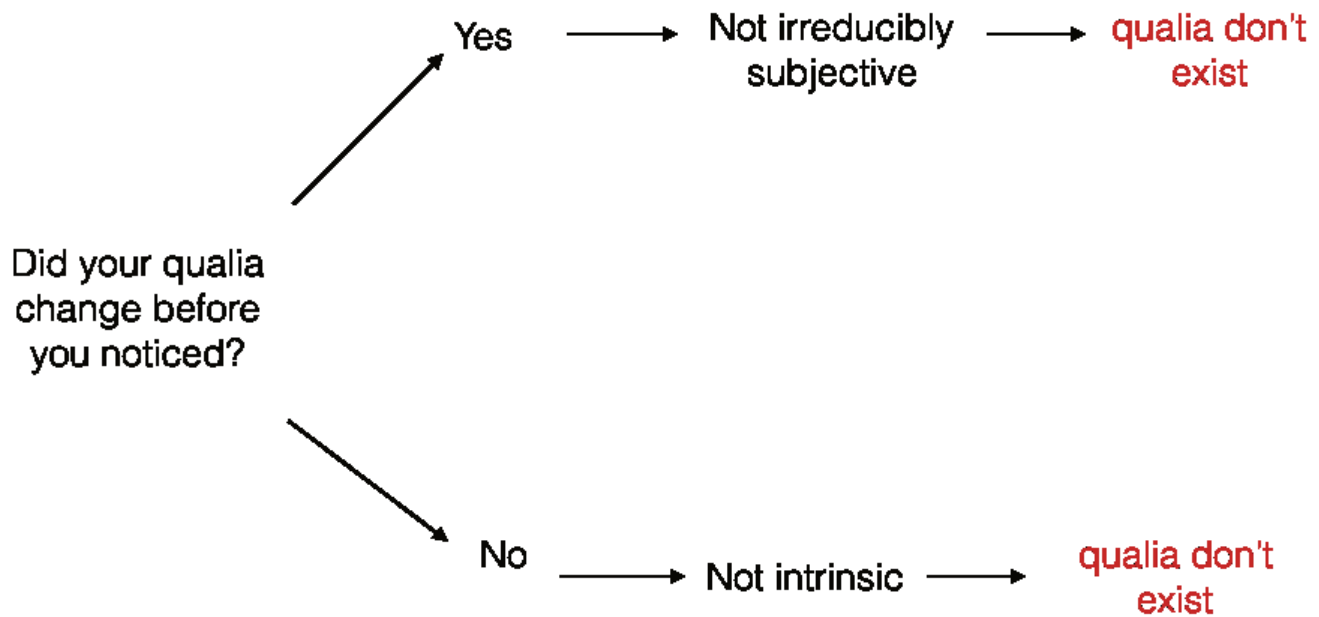 Yes
Not irreducibly
subjective
qualia don't
exist
Did your qualia
change before
you noticed?
No
Not intrinsic
qualia don't
exist